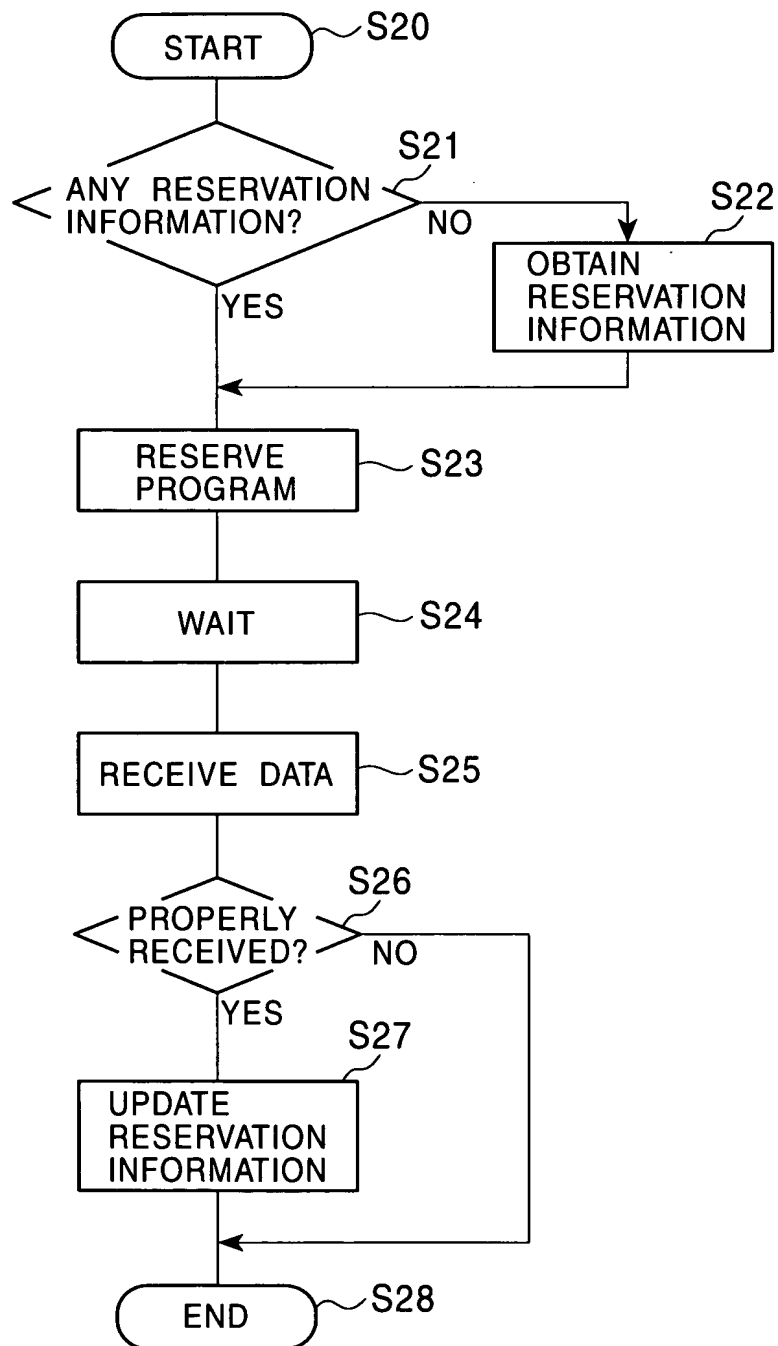 START
S20
S21
ANY RESERVATION
INFORMATION?
NO
YES
S22
OBTAIN
RESERVATION
INFORMATION
RESERVE
PROGRAM
S23
WAIT
S24
RECEIVE DATA
S25
S26
PROPERLY
RECEIVED?
NO
YES
S27
UPDATE
RESERVATION
INFORMATION
END
S28